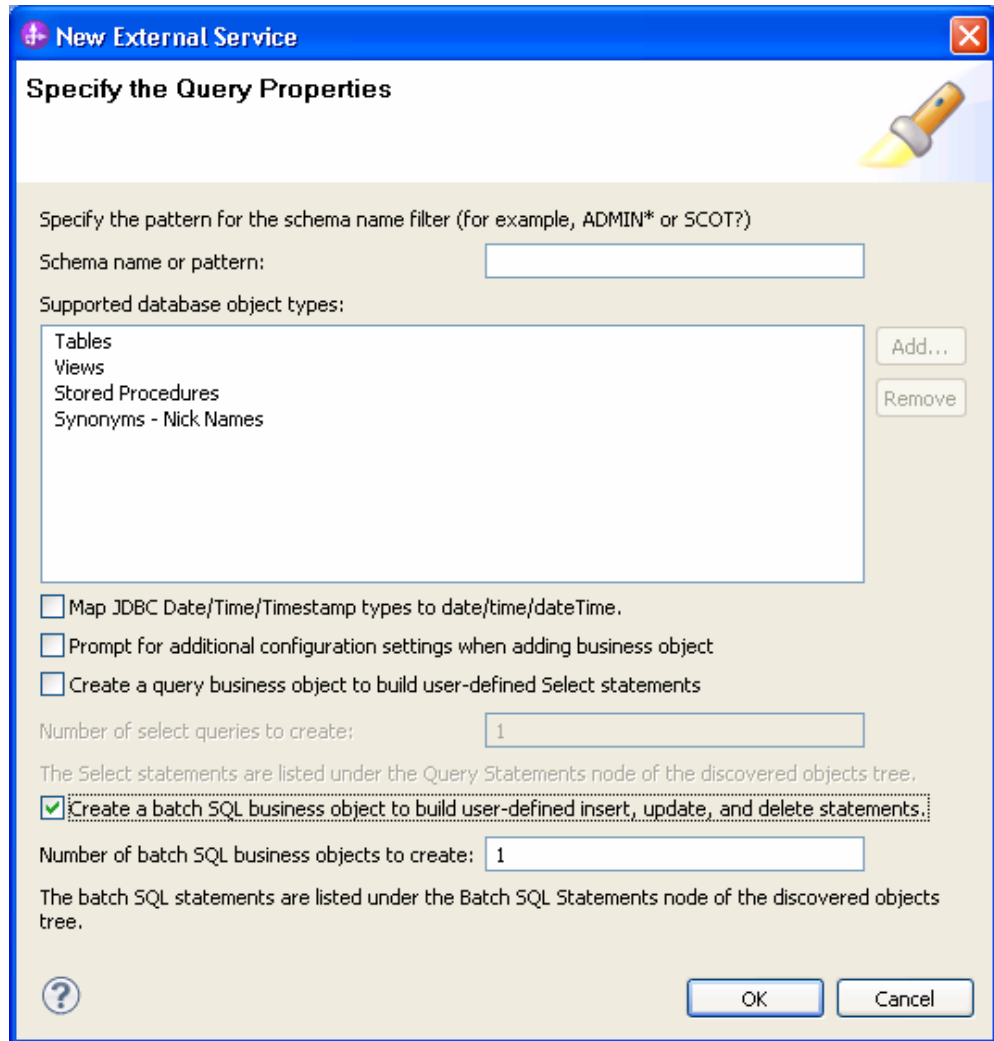 New External Service
Specify the Query Properties
Specify the pattern for the schema name filter (for example, ADMIN* or SCOT?)
Schema name or pattern:
Supported database object types:
Tables
Views
Stored Procedures
Synonyms - Nick Names
Add...
Remove
Map JDBC Date/Time/Timestamp types to date/time/dateTime.
Prompt for additional configuration settings when adding business object
Create a query business object to build user-defined Select statements
Number of select queries to create: 1
The Select statements are listed under the Query Statements node of the discovered objects tree.
Create a batch SQL business object to build user-defined insert, update, and delete statements.
Number of batch SQL business objects to create: 1
The batch SQL statements are listed under the Batch SQL Statements node of the discovered objects
tree.
?
OK Cancel